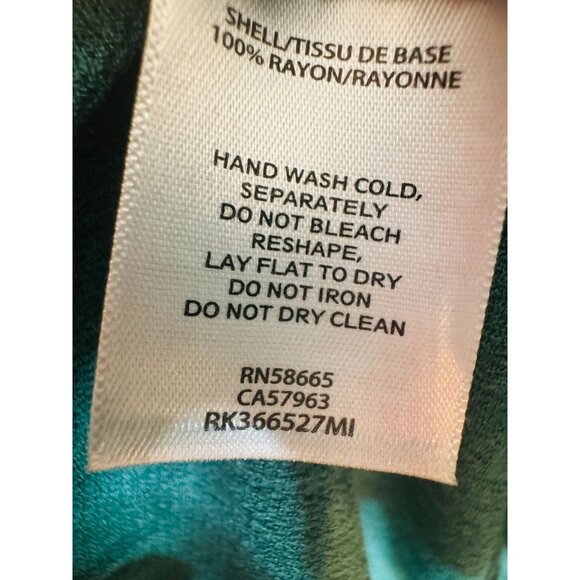 SHELL/TISSU DE BASE
100% RAYON/RAYONNE
HAND WASH COLD,
SEPARATELY
DO NOT BLEACH
RESHAPE,
LAY FLAT TO DRY
DO NOT IRON
DO NOT DRY CLEAN
RN58665
CA57963
RK366527MI